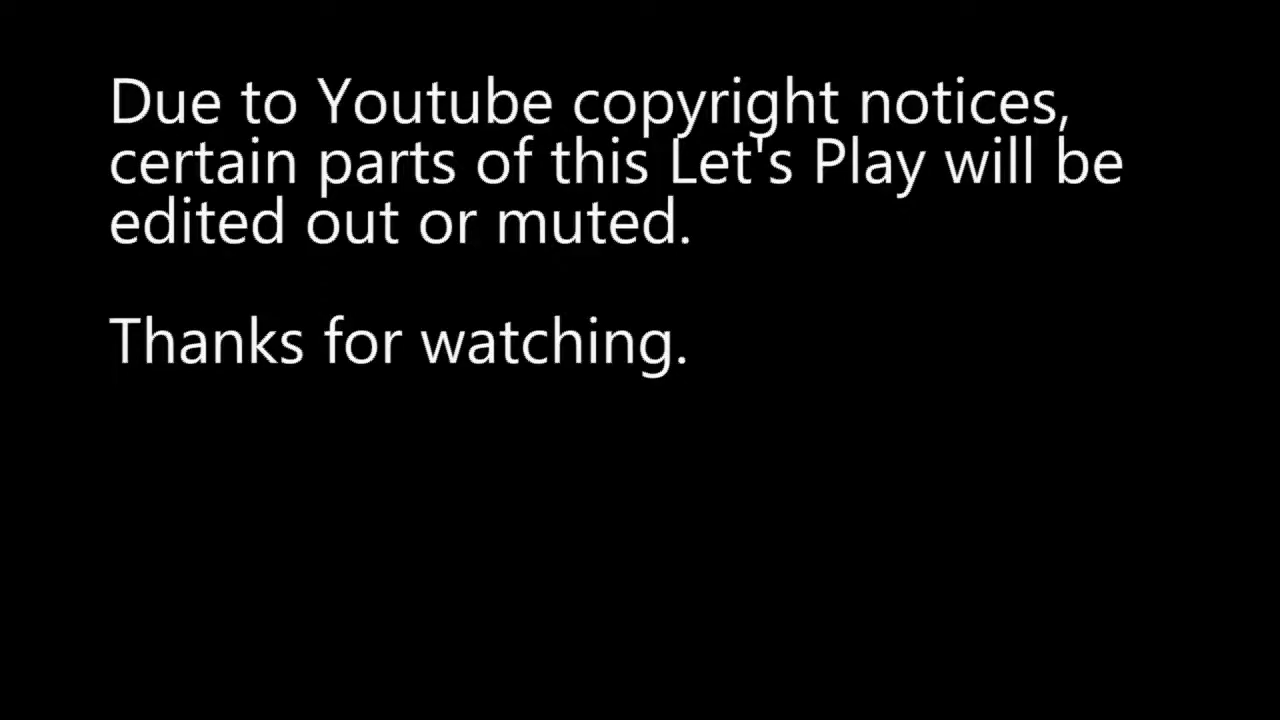 Due to Youtube copyright notices,
certain parts of this Let's Play will be
edited out or muted.
Thanks for watching.